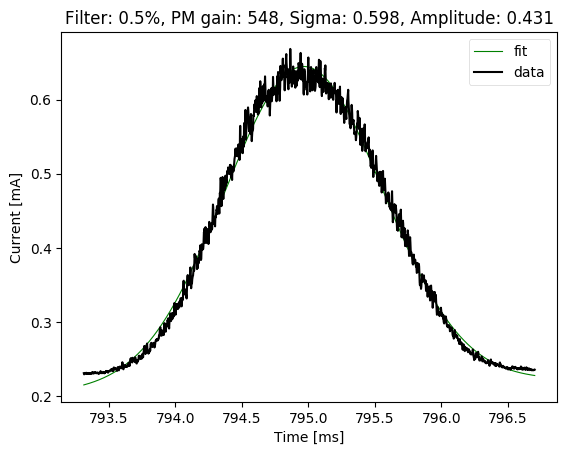 Filter: 0.5%, PM gain: 548, Sigma: 0.598, Amplitude: 0.431
fit
data
0.6
0.5
0.4
0.3
0.2
Current [mA]
793.5 794.0 794.5 795.0 795.5 796.0 796.5
Time [ms]